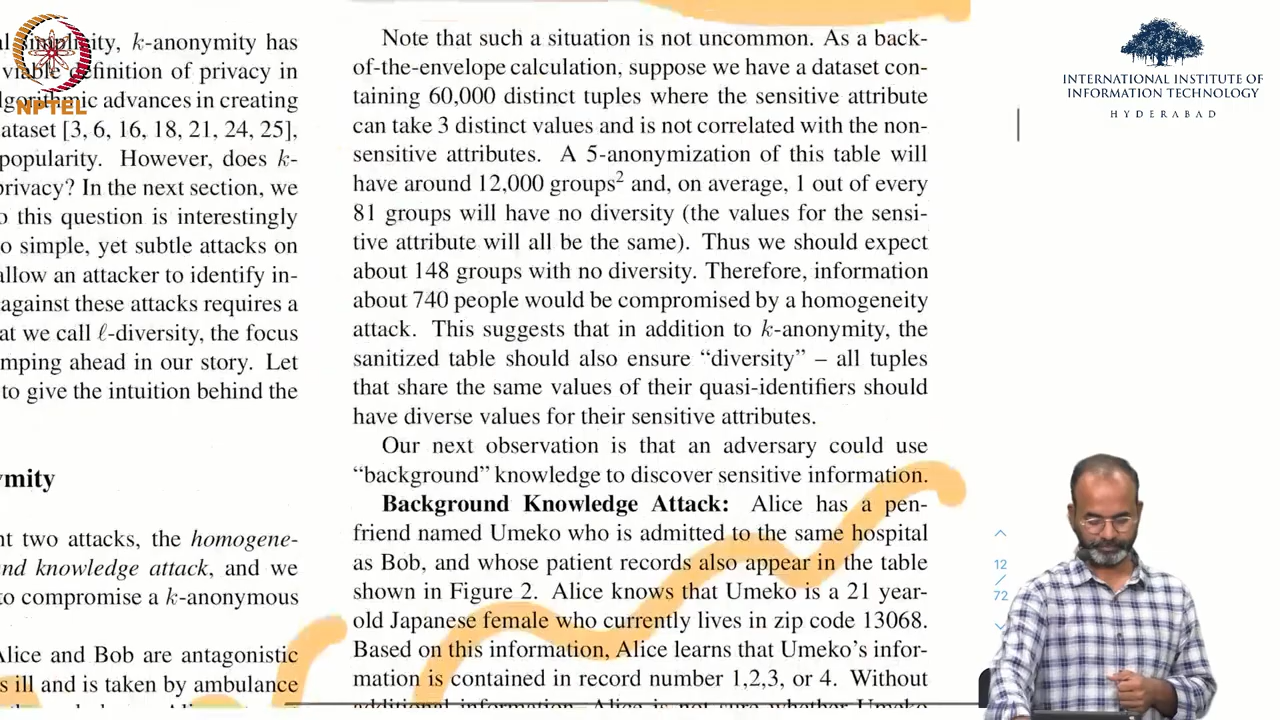 al simplicity, k-anonymity has
viable definition of privacy in
lgorithmic advances in creating
ataset [3, 6, 16, 18, 21, 24, 25],
popularity. However, does k-
privacy? In the next section, we
o this question is interestingly
o simple, yet subtle attacks on
allow an attacker to identify in-
against these attacks requires a
at we call ℓ-diversity, the focus
mping ahead in our story. Let
to give the intuition behind the
ymity
nt two attacks, the homogene-
nd knowledge attack, and we
to compromise a k-anonymous
Alice and Bob are antagonistic
s ill and is taken by ambulance
NPTEL
Note that such a situation is not uncommon. As a back-
of-the-envelope calculation, suppose we have a dataset con-
taining 60,000 distinct tuples where the sensitive attribute
can take 3 distinct values and is not correlated with the non-
sensitive attributes. A 5-anonymization of this table will
have around 12,000 groups² and, on average, 1 out of every
81 groups will have no diversity (the values for the sensi-
tive attribute will all be the same). Thus we should expect
about 148 groups with no diversity. Therefore, information
about 740 people would be compromised by a homogeneity
attack. This suggests that in addition to k-anonymity, the
sanitized table should also ensure “diversity” – all tuples
that share the same values of their quasi-identifiers should
have diverse values for their sensitive attributes.
Our next observation is that an adversary could use
“background” knowledge to discover sensitive information.
Background Knowledge Attack: Alice has a pen-
friend named Umeko who is admitted to the same hospital
as Bob, and whose patient records also appear in the table
shown in Figure 2. Alice knows that Umeko is a 21 year-
old Japanese female who currently lives in zip code 13068.
Based on this information, Alice learns that Umeko’s infor-
mation is contained in record number 1,2,3, or 4. Without
additional information, Alice is not sure whether Umeko
INTERNATIONAL INSTITUTE OF
INFORMATION TECHNOLOGY
HYDERABAD
12
/
72